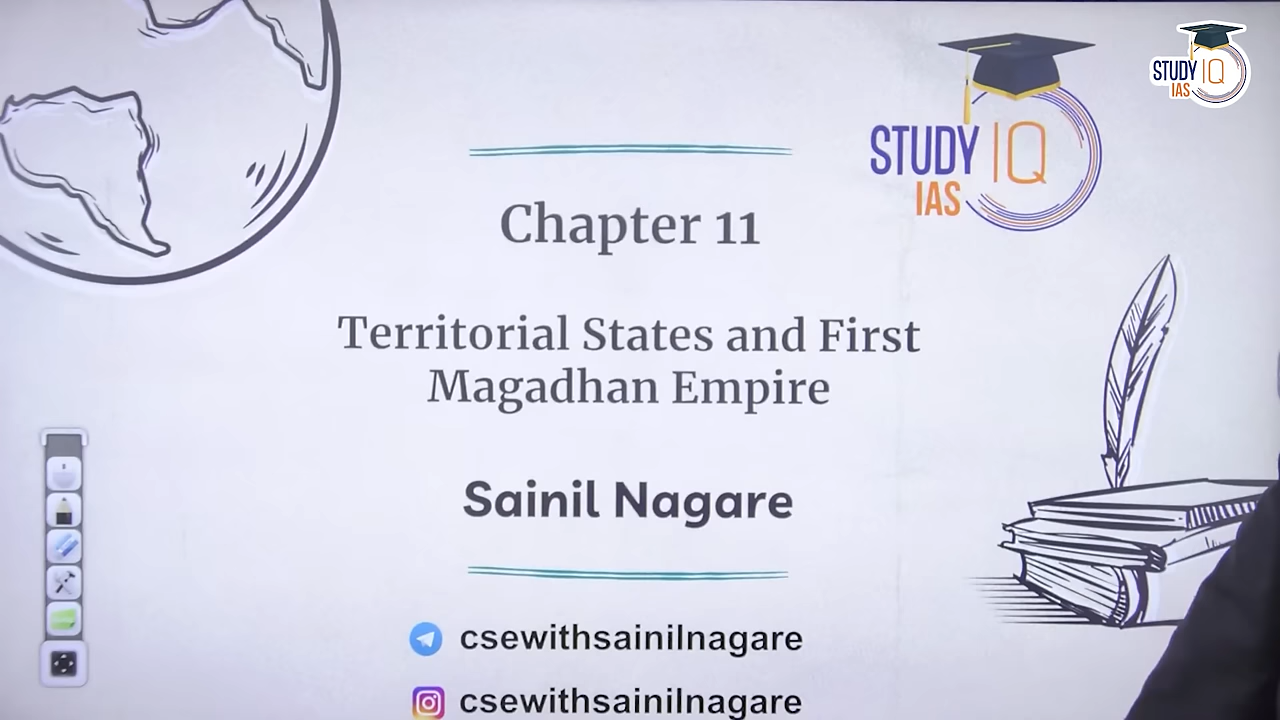 STUDY IQ
IAS
STUDY IQ
IAS
Chapter 11
Territorial States and First
Magadhan Empire
Sainil Nagare
csewithsainilnagare
csewithsainilnagare